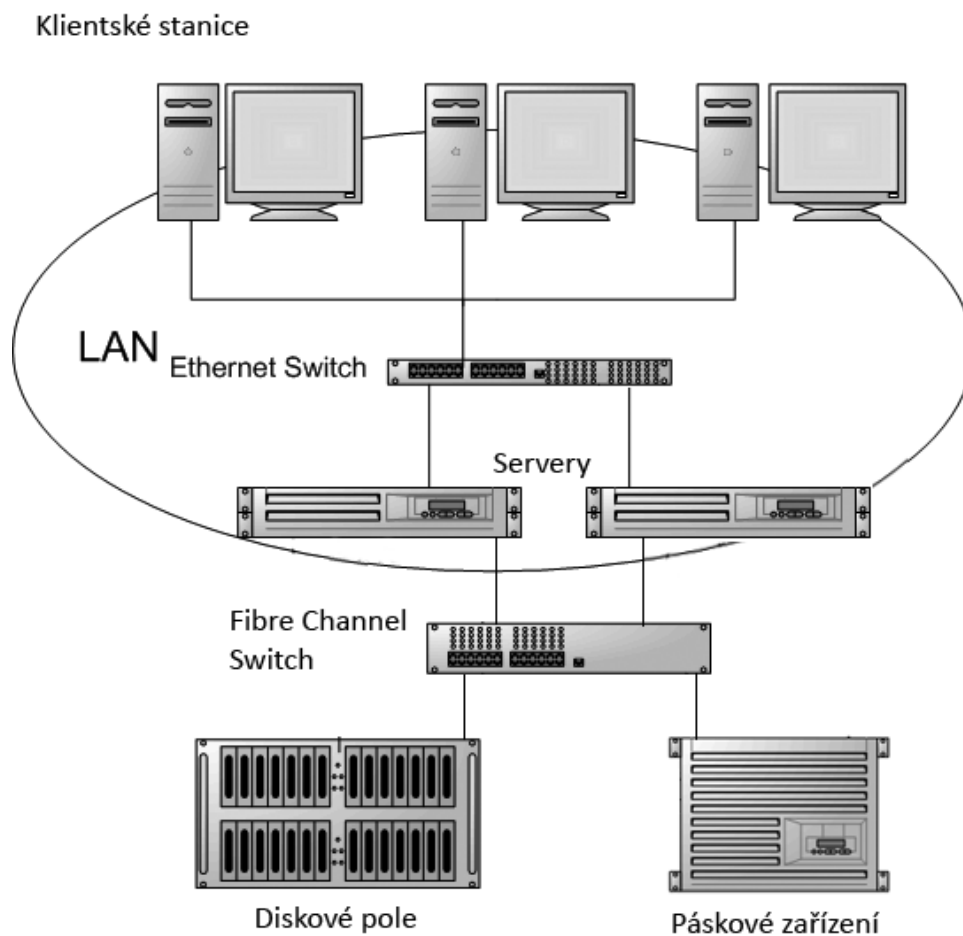 Klientské stanice
LAN
Ethernet Switch
Servery
Fibre Channel
Switch
Diskové pole
Páskové zařízení